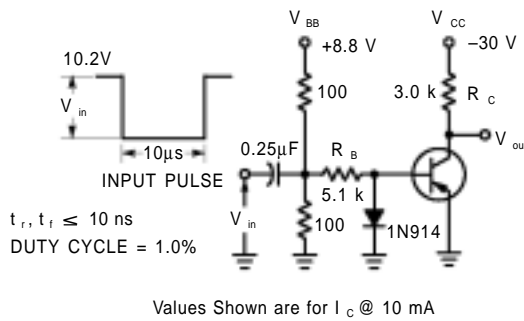 V BB
+8.8 V
V CC
–30 V
10.2V
V in
100
3.0 k
R C
V ou
10µs
INPUT PULSE
0.25µF
R B
5.1 k
t r, t f ≤ 10 ns
DUTY CYCLE = 1.0%
V in
100
1N914
Values Shown are for I C @ 10 mA